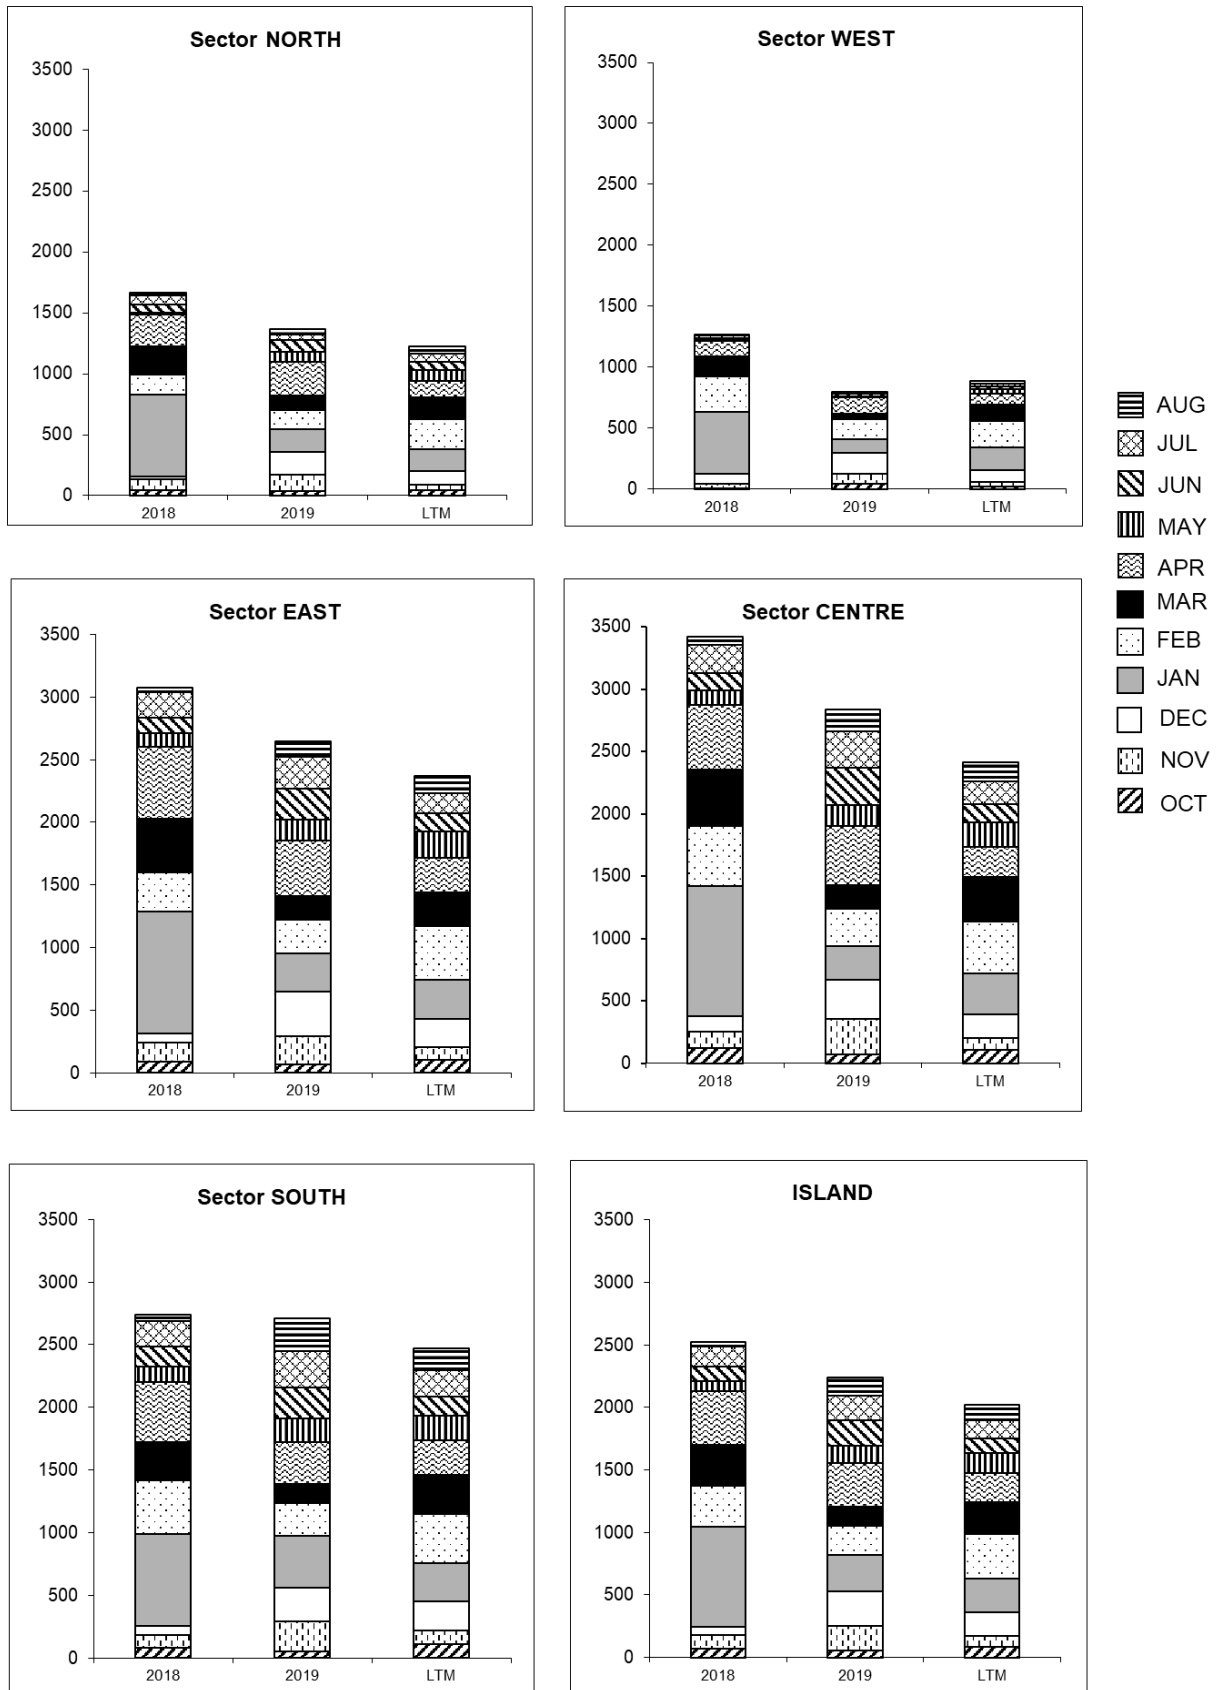 Sector NORTH
3500
3000
2500
2000
1500
1000
500
0
2018 2019 LTM
Sector WEST
3500
3000
2500
2000
1500
1000
500
0
2018 2019 LTM
Sector EAST
3500
3000
2500
2000
1500
1000
500
0
2018 2019 LTM
Sector CENTRE
3500
3000
2500
2000
1500
1000
500
0
2018 2019 LTM
Sector SOUTH
3500
3000
2500
2000
1500
1000
500
0
2018 2019 LTM
ISLAND
3500
3000
2500
2000
1500
1000
500
0
2018 2019 LTM
AUG
JUL
JUN
MAY
APR
MAR
FEB
JAN
DEC
NOV
OCT